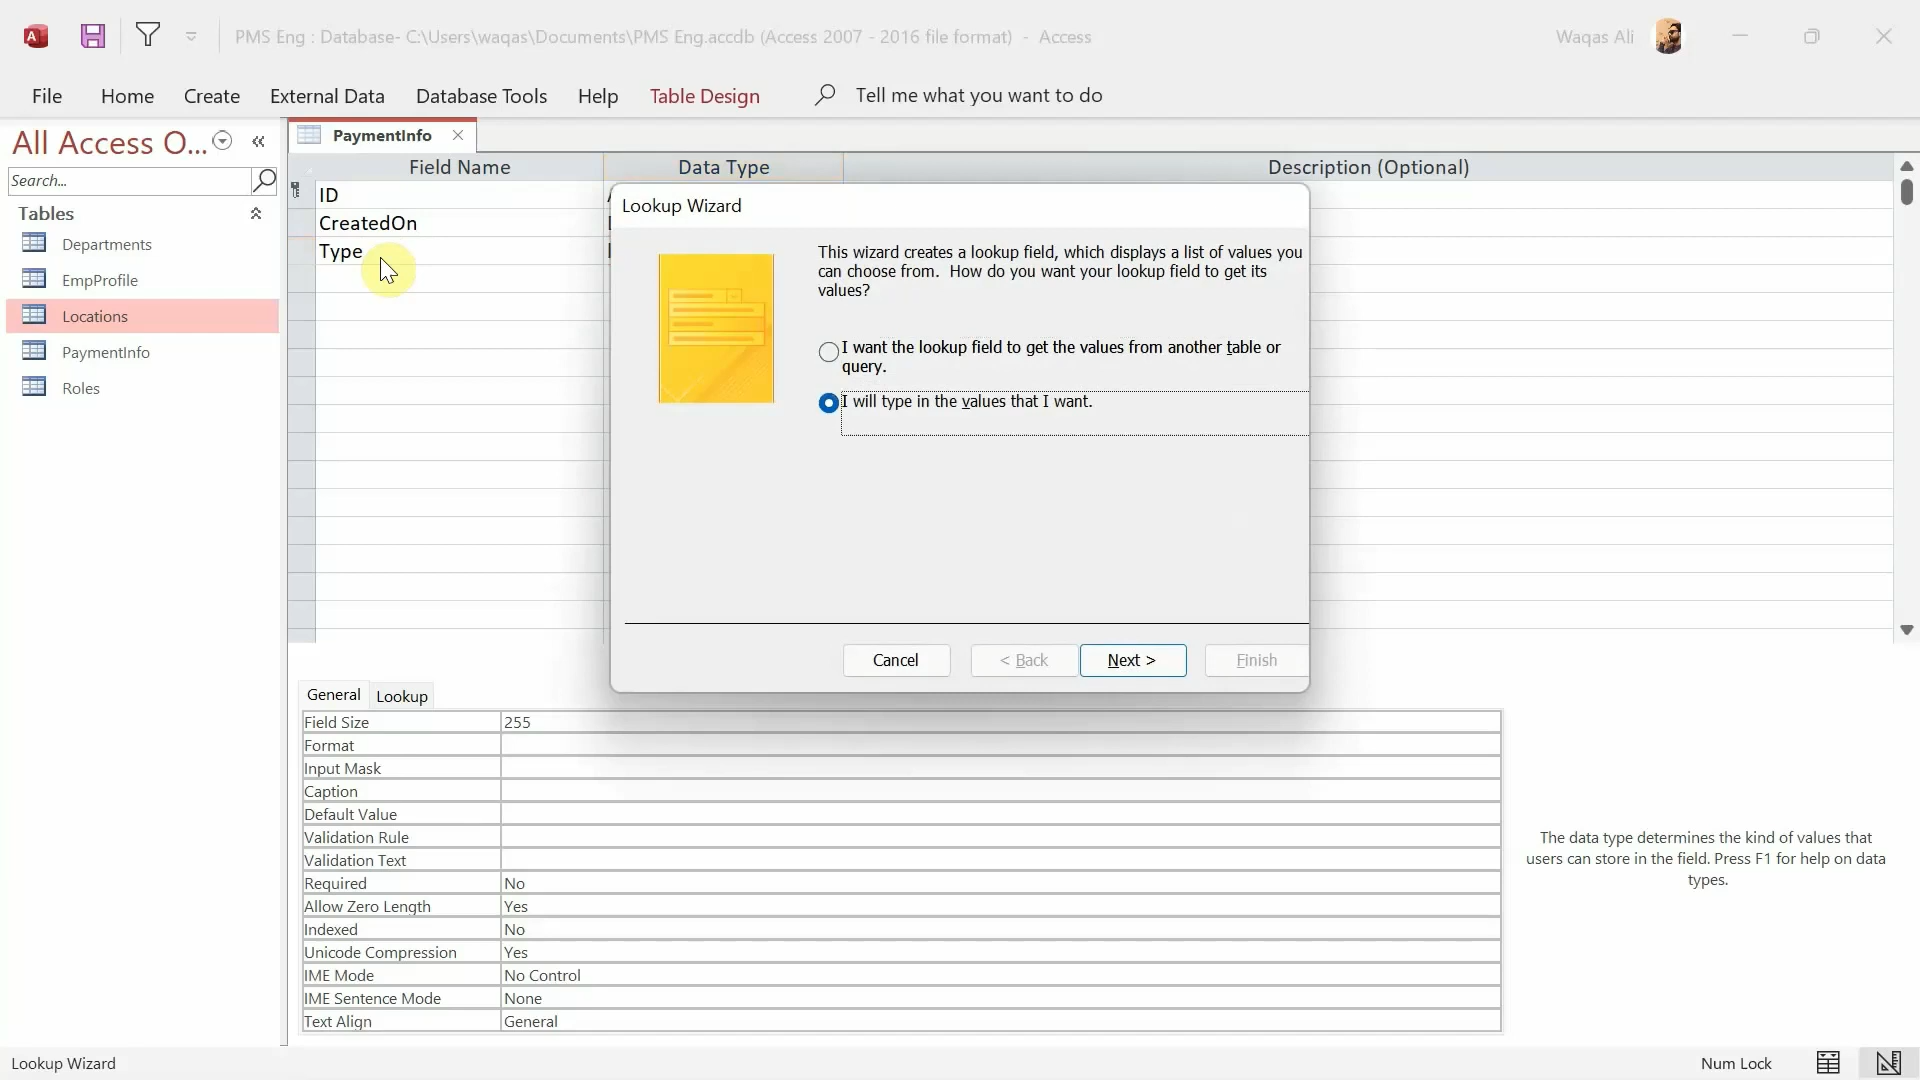 PMS Eng : Database- C:\Users\waqas\Documents\PMS Eng.accdb (Access 2007 - 2016 file format) - Access
Waqas Ali
File Home Create External Data Database Tools Help Table Design Tell me what you want to do
All Access O...
PaymentInfo
Search...
Field Name Data Type Description (Optional)
Tables
Departments
EmpProfile
Locations
PaymentInfo
Roles
ID
CreatedOn
Type
Lookup Wizard
This wizard creates a lookup field, which displays a list of values you
can choose from. How do you want your lookup field to get its
values?
I want the lookup field to get the values from another table or
query.
I will type in the values that I want.
Cancel < Back Next > Finish
General Lookup
Field Size 255
Format
Input Mask
Caption
Default Value
Validation Rule
Validation Text
Required No
Allow Zero Length Yes
Indexed No
Unicode Compression Yes
IME Mode No Control
IME Sentence Mode None
Text Align General
The data type determines the kind of values that
users can store in the field. Press F1 for help on data
types.
Lookup Wizard
Num Lock